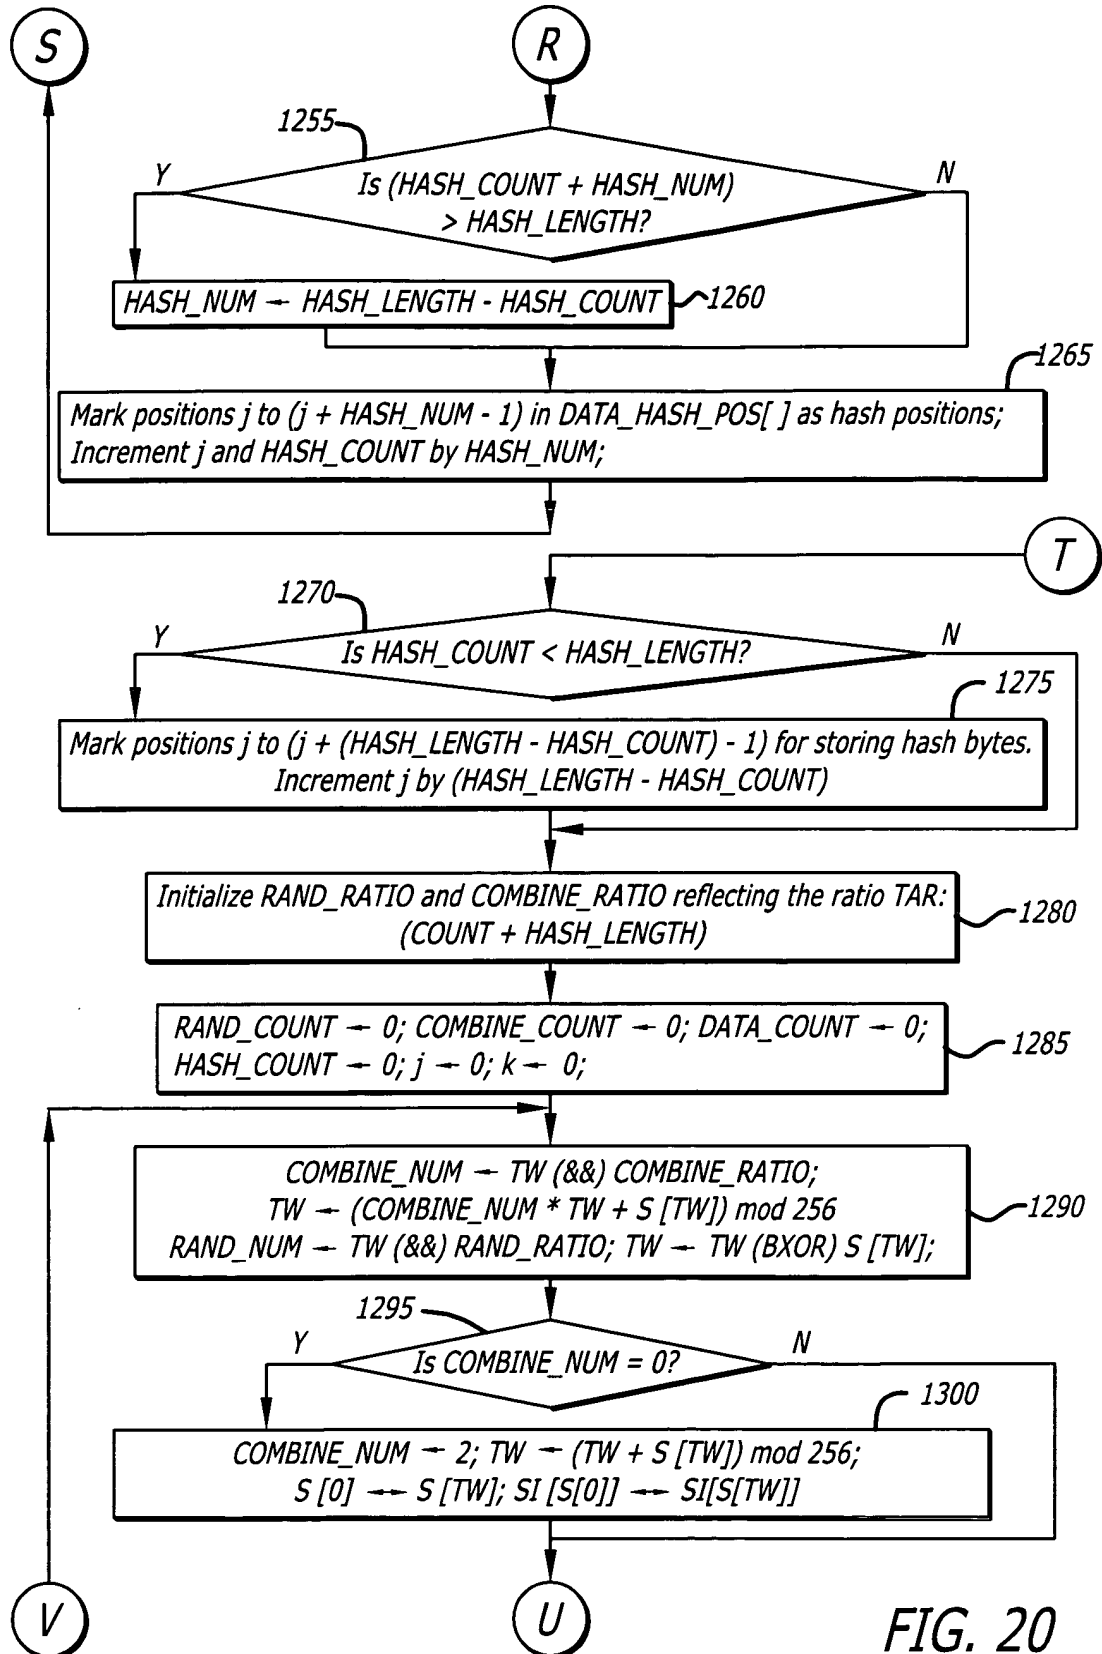 S
R
1255
Y
N
Is (HASH_COUNT + HASH_NUM)
> HASH_LENGTH?
HASH_NUM ← HASH_LENGTH - HASH_COUNT
1260
1265
Mark positions j to (j + HASH_NUM - 1) in DATA_HASH_POS[ ] as hash positions;
Increment j and HASH_COUNT by HASH_NUM;
T
1270
Y
N
Is HASH_COUNT < HASH_LENGTH?
1275
Mark positions j to (j + (HASH_LENGTH - HASH_COUNT) - 1) for storing hash bytes.
Increment j by (HASH_LENGTH - HASH_COUNT)
Initialize RAND_RATIO and COMBINE_RATIO reflecting the ratio TAR:
(COUNT + HASH_LENGTH)
1280
RAND_COUNT ← 0; COMBINE_COUNT ← 0; DATA_COUNT ← 0;
HASH_COUNT ← 0; j ← 0; k ← 0;
1285
COMBINE_NUM ← TW (&&) COMBINE_RATIO;
TW ← (COMBINE_NUM * TW + S [TW]) mod 256
RAND_NUM ← TW (&&) RAND_RATIO; TW ← TW (BXOR) S [TW];
1290
1295
Y
N
Is COMBINE_NUM = 0?
1300
COMBINE_NUM ← 2; TW ← (TW + S [TW]) mod 256;
S [0] ↔ S [TW]; SI [S[0]] ↔ SI[S[TW]]
V
U
FIG. 20